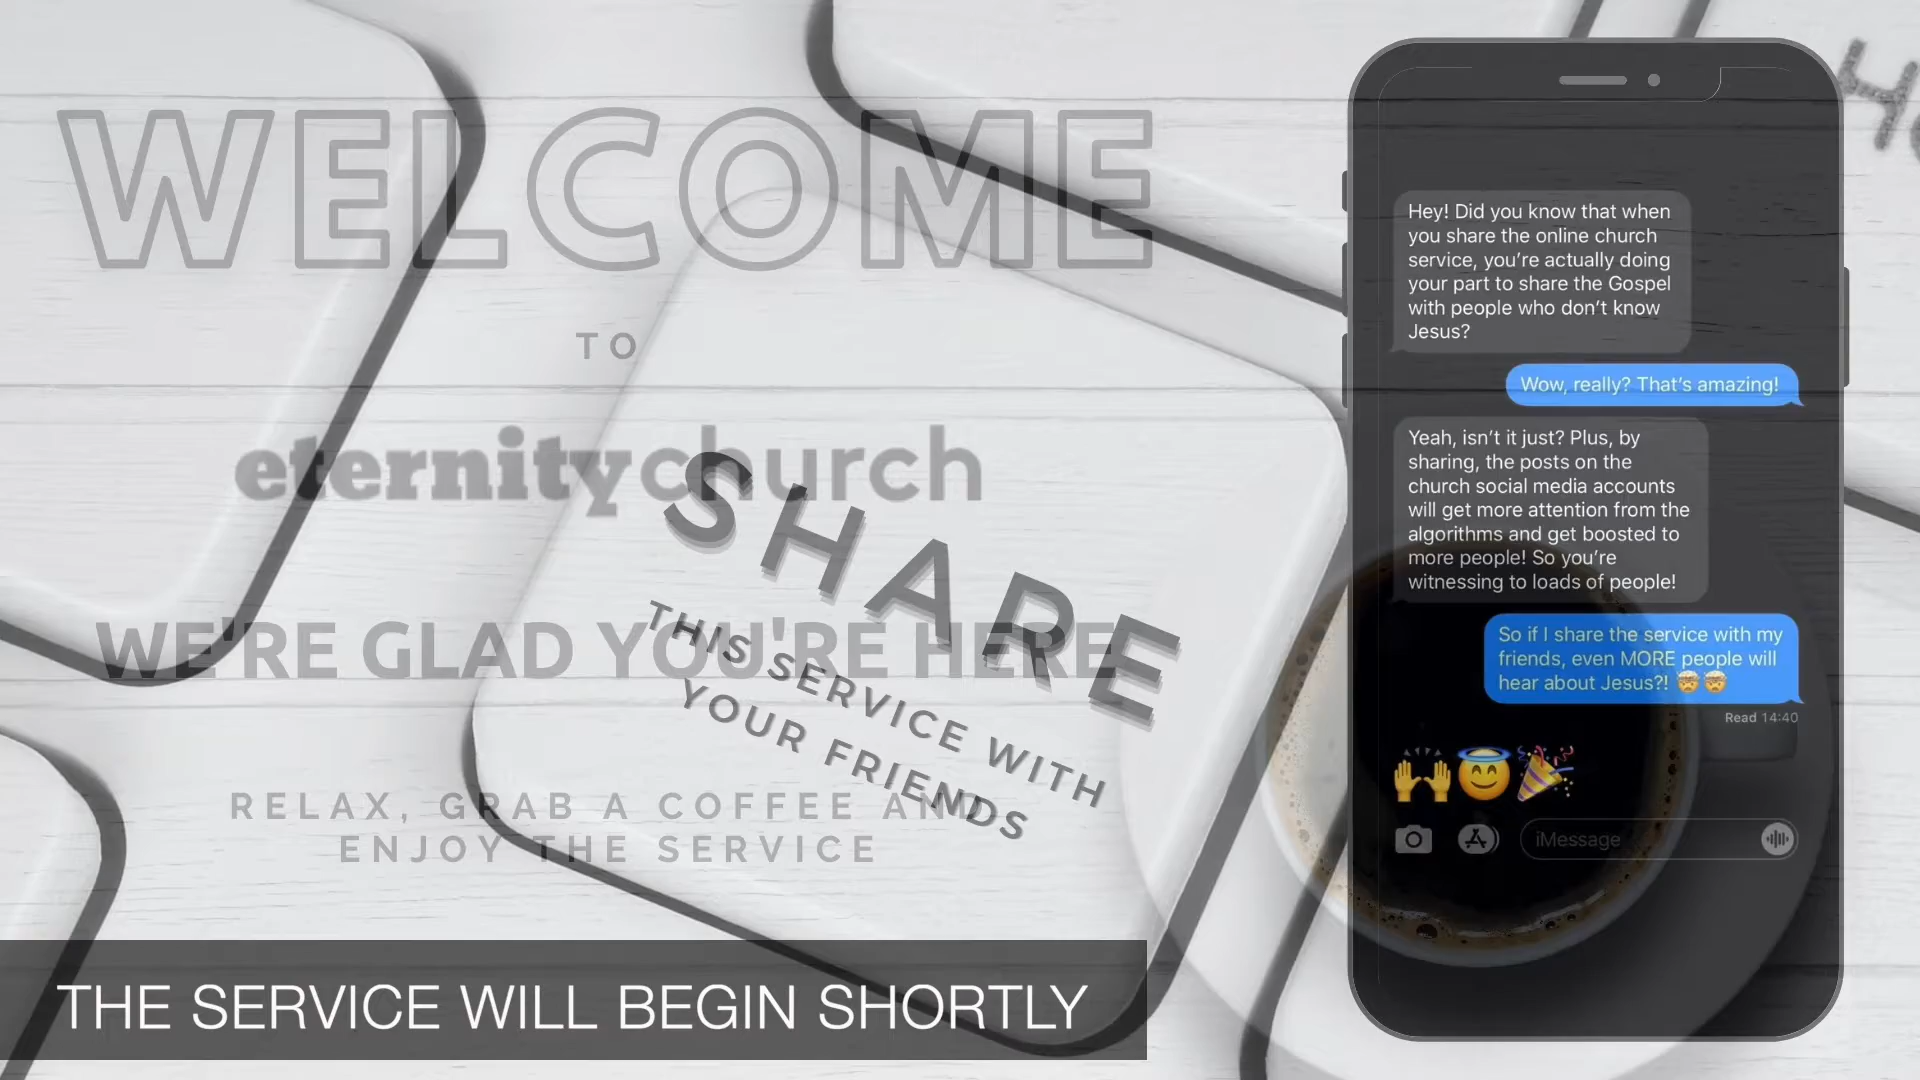 WELCOME
TO
eternitychurch
WE'RE GLAD YOU'RE HERE
RELAX, GRAB A COFFEE AND
ENJOY THE SERVICE
SHARE
THIS SERVICE WITH
YOUR FRIENDS
THE SERVICE WILL BEGIN SHORTLY
Hey! Did you know that when
you share the online church
service, you’re actually doing
your part to share the Gospel
with people who don’t know
Jesus?
Wow, really? That’s amazing!
Yeah, isn’t it just? Plus, by
sharing, the posts on the
church social media accounts
will get more attention from the
algorithms and get boosted to
more people! So you’re
witnessing to loads of people!
So if I share the service with my
friends, even MORE people will
hear about Jesus?! 🤯🤯
Read 14:40
🙌😇🎉
iMessage